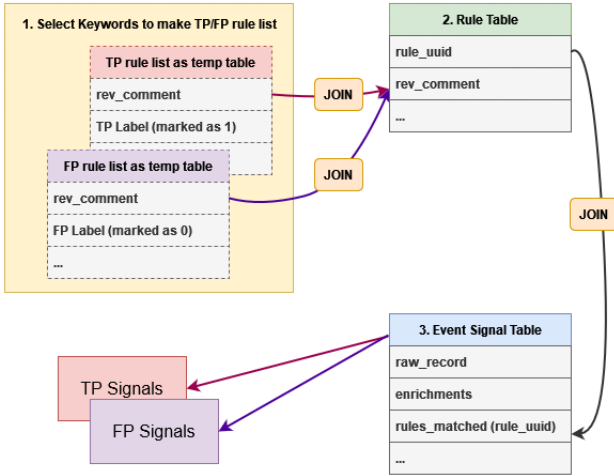 1. Select Keywords to make TP/FP rule list
TP rule list as temp table
rev_comment
TP Label (marked as 1)
FP rule list as temp table
rev_comment
FP Label (marked as 0)
...
JOIN
JOIN
2. Rule Table
rule_uuid
rev_comment
...
JOIN
3. Event Signal Table
raw_record
enrichments
rules_matched (rule_uuid)
...
TP Signals
FP Signals